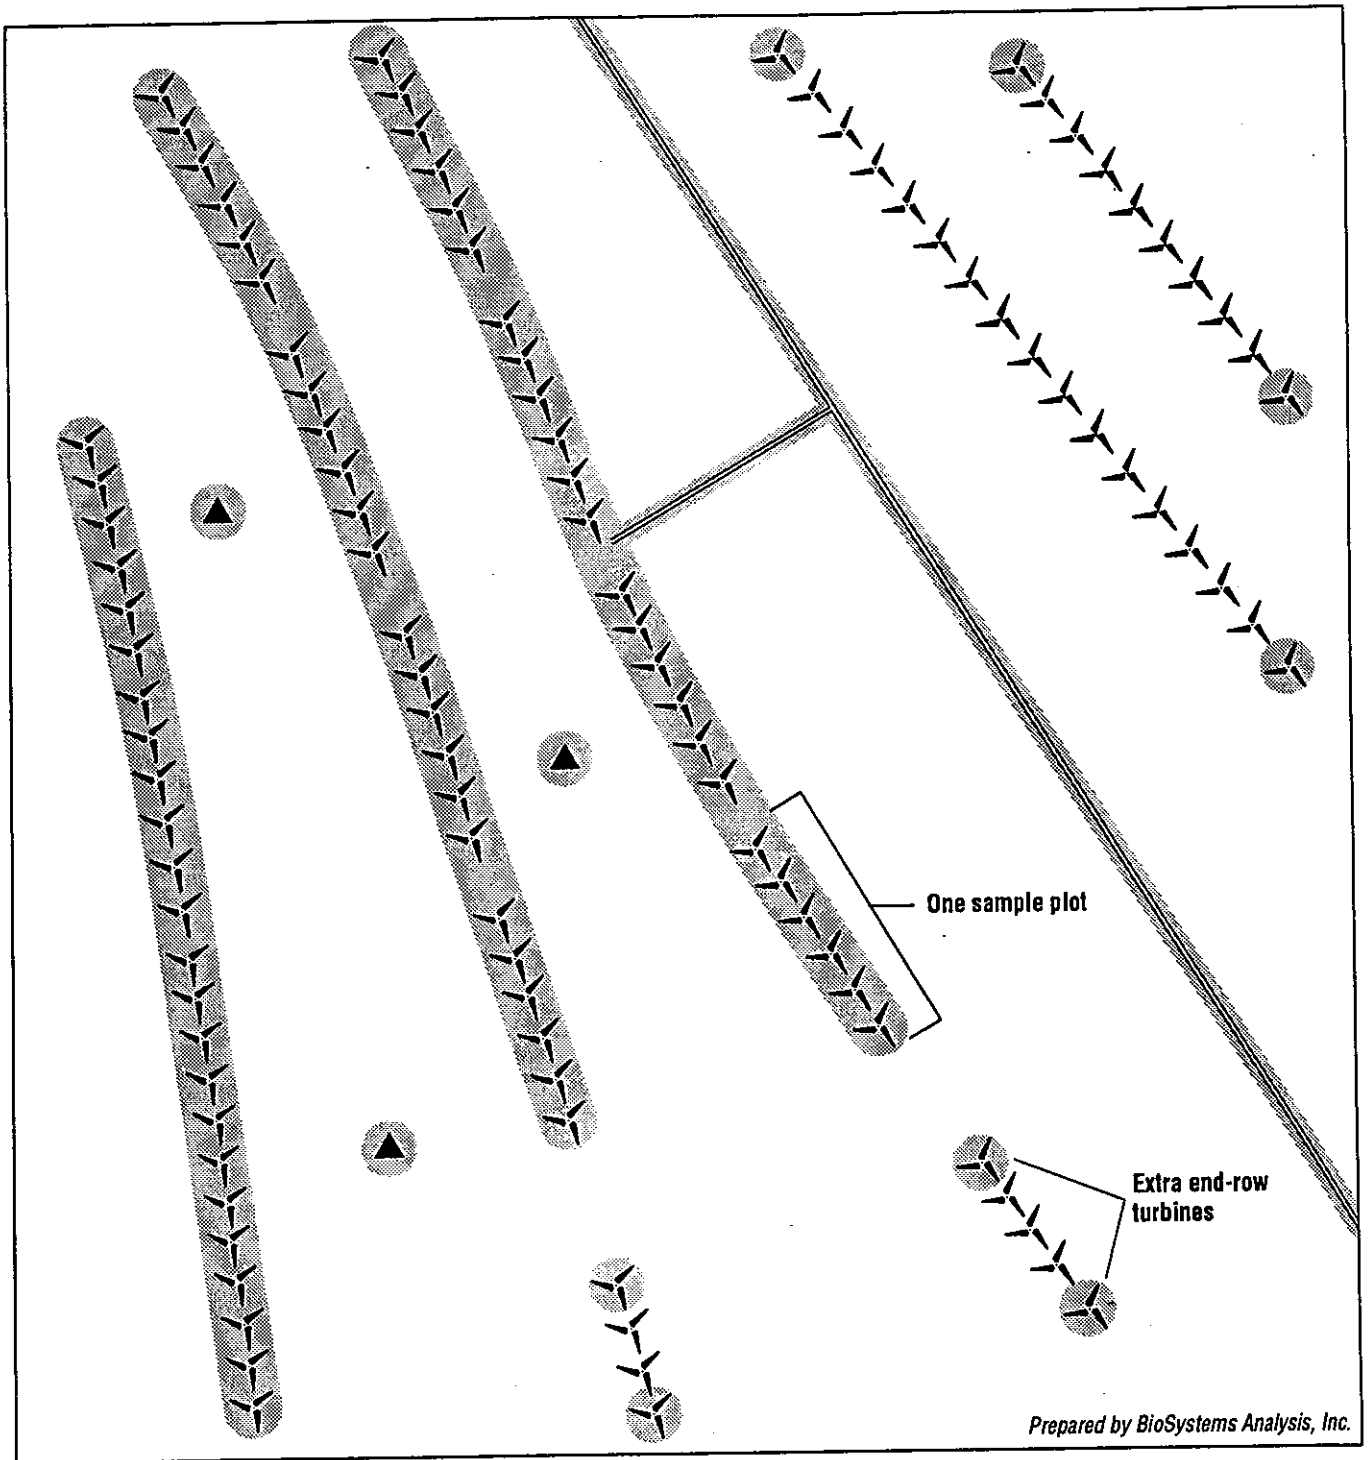 One sample plot
Extra end-row
turbines
Prepared by BioSystems Analysis, Inc.